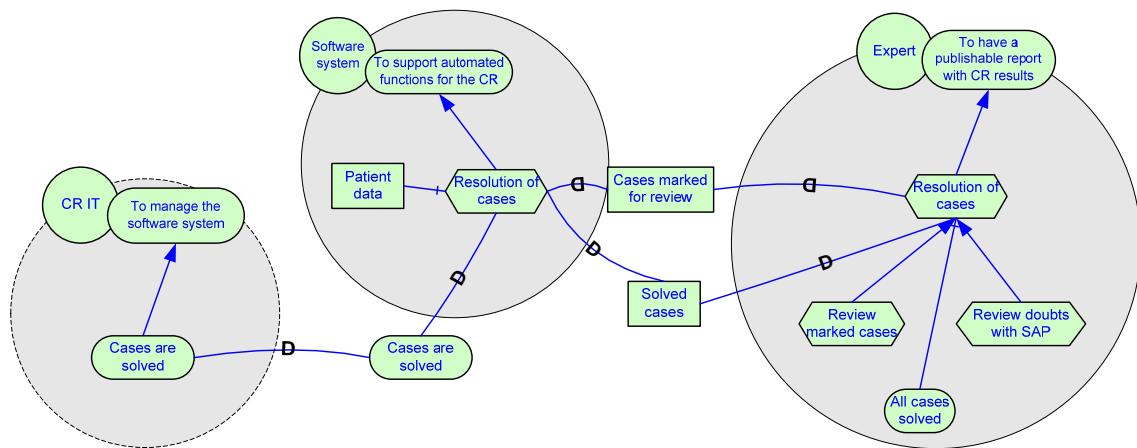 Software
system
To support automated
functions for the CR
Expert
To have a
publishable report
with CR results
CR IT
To manage the
software system
Patient
data
Resolution of
cases
D
Cases marked
for review
D
Resolution of
cases
D
D
D
Solved
cases
Review
marked cases
Review doubts
with SAP
Cases are
solved
D
Cases are
solved
All cases
solved